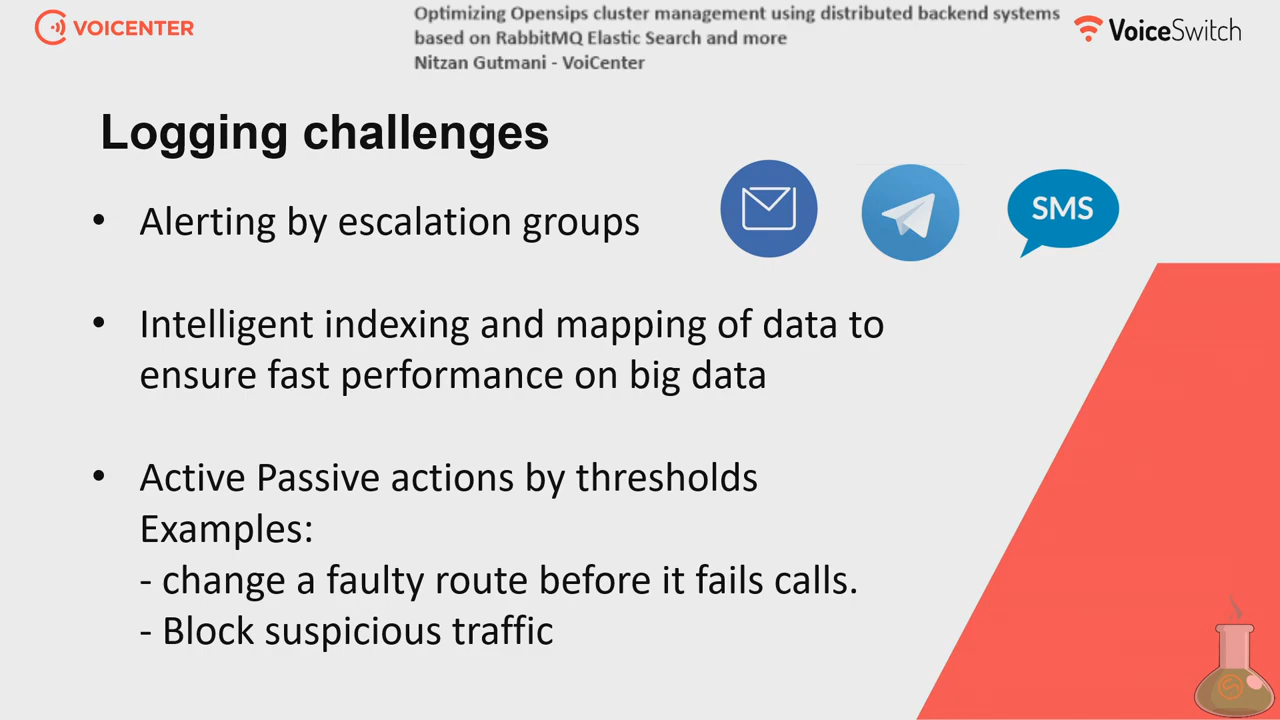 VOICENTER
Optimizing Opensips cluster management using distributed backend systems
based on RabbitMQ Elastic Search and more
Nitzan Gutmani - VoiCenter
VoiceSwitch
Logging challenges
• Alerting by escalation groups
SMS
• Intelligent indexing and mapping of data to
ensure fast performance on big data
• Active Passive actions by thresholds
Examples:
- change a faulty route before it fails calls.
- Block suspicious traffic